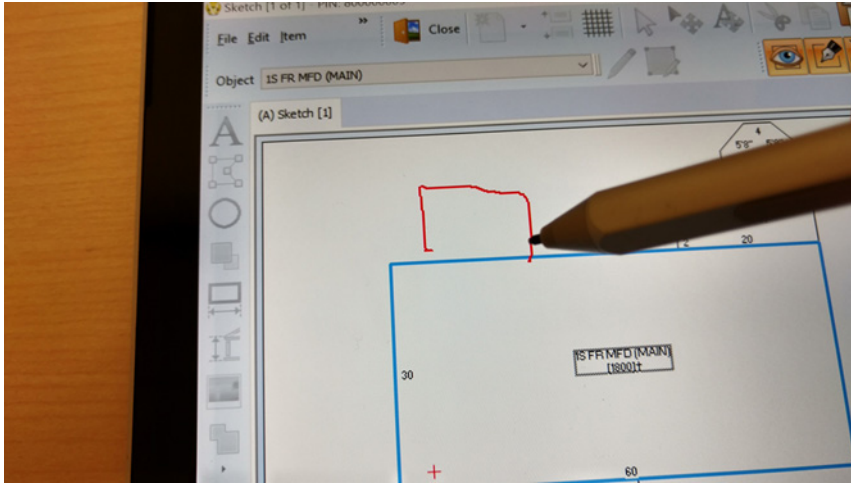 Sketch [1 of 1] - PIN:
File Edit Item
»
Close
Object 1S FR MFD (MAIN)
(A) Sketch [1]
A
4
5'8"
2
20
1S FR MFD (MAIN)
[1800]†
30
60